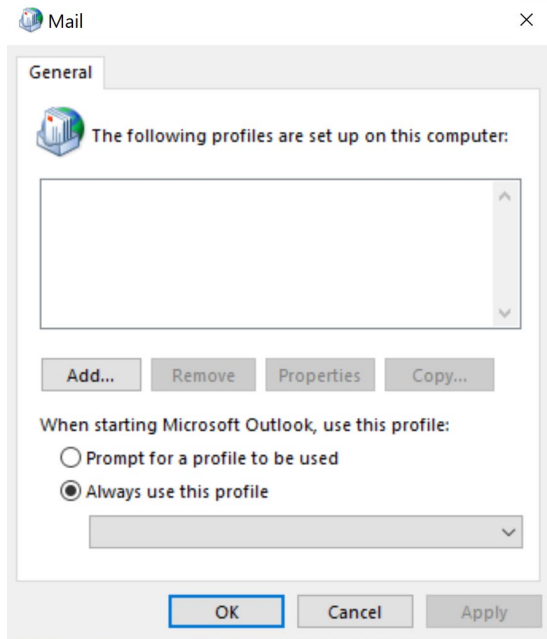 Mail
General
The following profiles are set up on this computer:
Add... Remove Properties Copy...
When starting Microsoft Outlook, use this profile:
Prompt for a profile to be used
Always use this profile
OK Cancel Apply